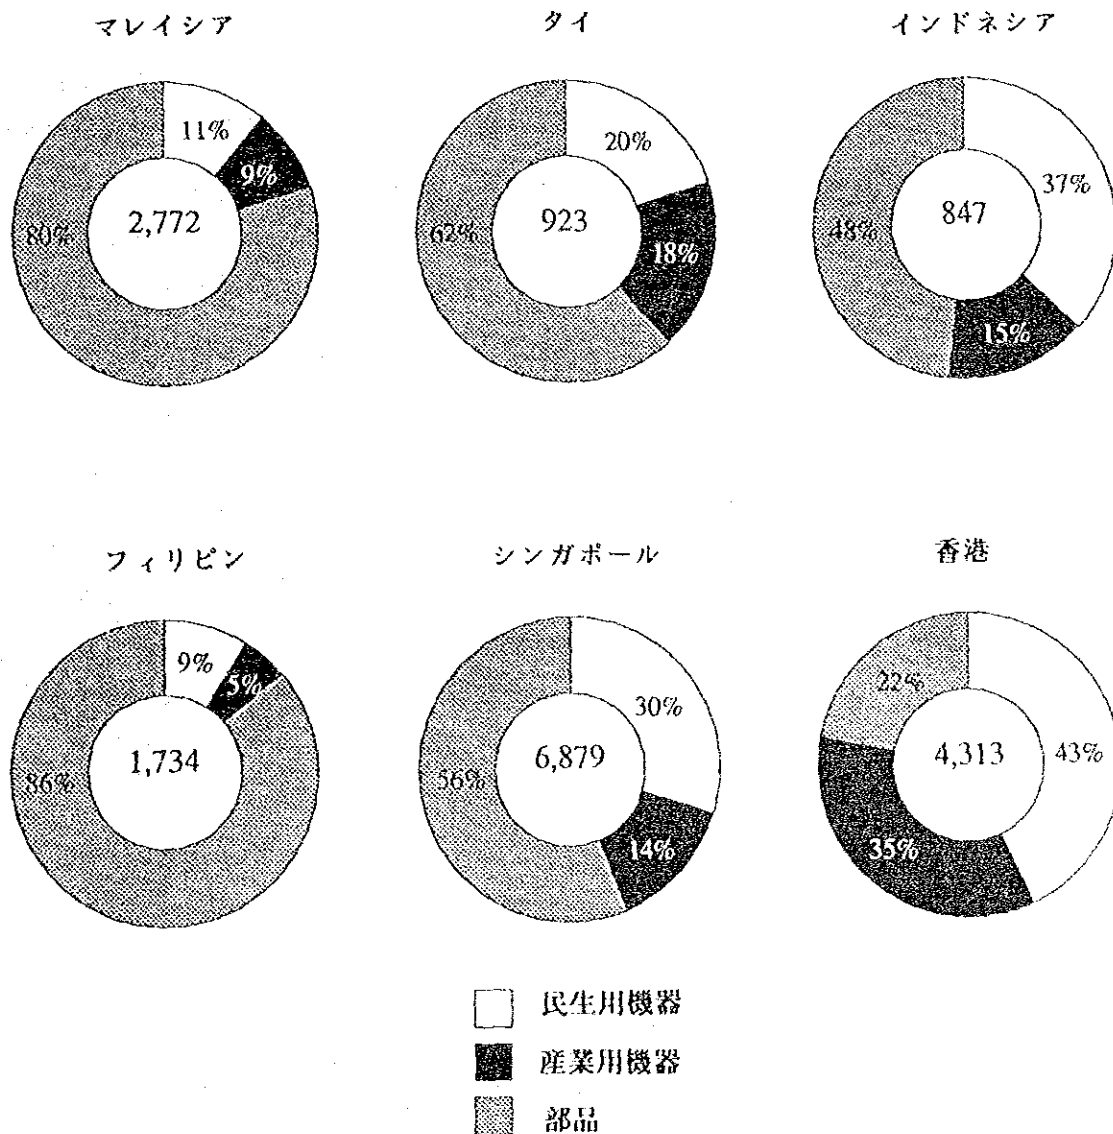 マレイシア
タイ
インドネシア
11%
9%
80%
2,772
20%
18%
62%
923
37%
15%
48%
847
フィリピン
シンガポール
香港
9%
5%
86%
1,734
30%
14%
56%
6,879
43%
35%
22%
4,313
民生用機器
産業用機器
部品